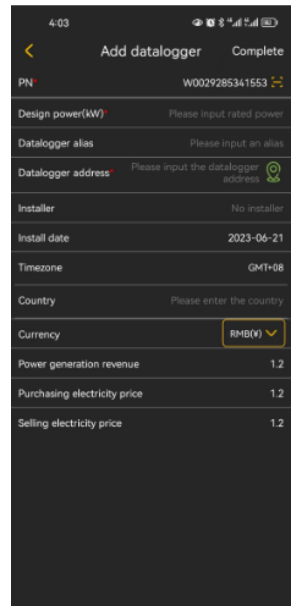 4:03
Add datalogger Complete
PN* W0029285341553
Design power(kW)* Please input rated power
Datalogger alias Please input an alias
Datalogger address* Please input the datalogger
address
Installer No installer
Install date 2023-06-21
Timezone GMT+08
Country Please enter the country
Currency RMB(¥)
Power generation revenue 1.2
Purchasing electricity price 1.2
Selling electricity price 1.2